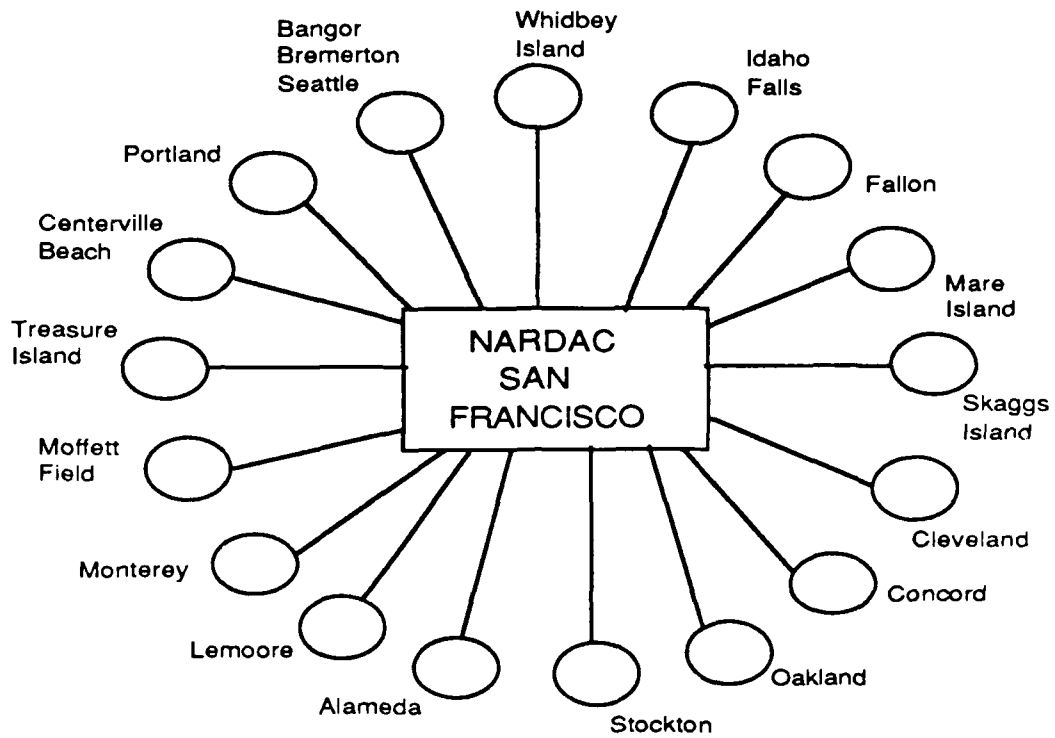 Whidbey
Island
Bangor
Bremerton
Seattle
Idaho
Falls
Portland
Fallon
Centerville
Beach
Mare
Island
Treasure
Island
NARDAC
SAN
FRANCISCO
Skaggs
Island
Moffett
Field
Cleveland
Monterey
Concord
Lemoore
Oakland
Alameda
Stockton